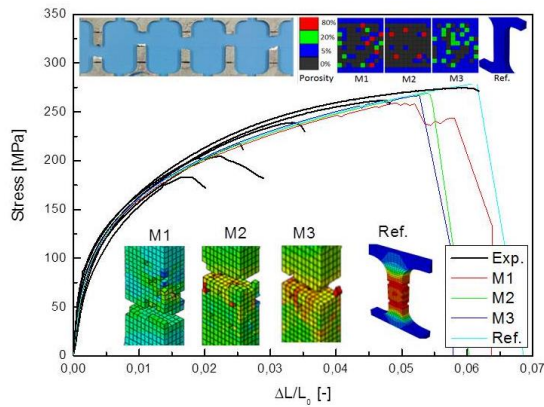 350
300
250
200
150
100
50
0
Stress [MPa]
80%
20%
5%
0%
Porosity
M1
M2
M3
Ref.
M1
M2
M3
Ref.
Exp.
M1
M2
M3
Ref.
0,00
0,01
0,02
0,03
0,04
0,05
0,06
0,07
ΔL/L₀ [-]